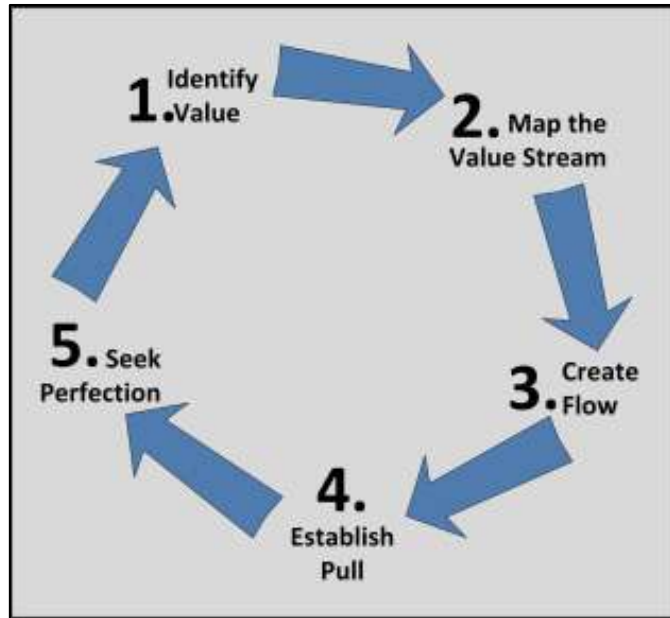 1. Identify
Value
2. Map the
Value Stream
3. Create
Flow
4.
Establish
Pull
5. Seek
Perfection